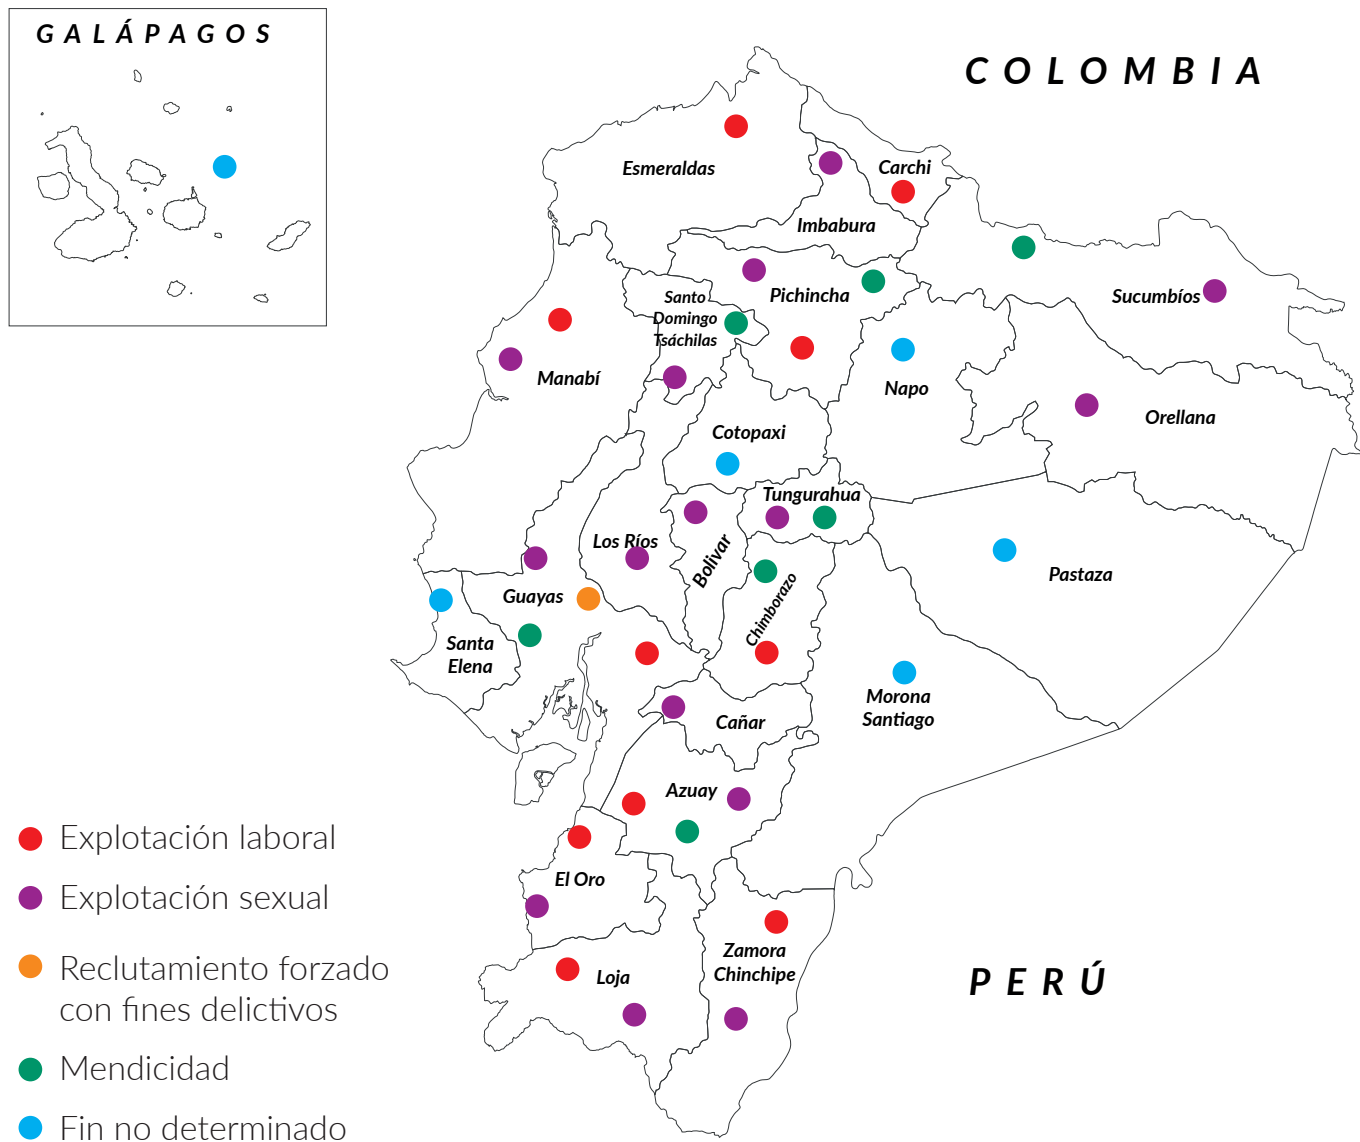 GALÁPAGOS
COLOMBIA
Esmeraldas
Carchi
Imbabura
Santo
Domingo
Tsáchilas
Pichincha
Sucumbíos
Manabí
Napo
Orellana
Cotopaxi
Tungurahua
Los Ríos
Bolivar
Chimborazo
Pastaza
Guayas
Santa
Elena
Morona
Santiago
Cañar
Azuay
El Oro
Zamora
Chinchipe
Loja
PERÚ
Explotación laboral
Explotación sexual
Reclutamiento forzado
con fines delictivos
Mendicidad
Fin no determinado